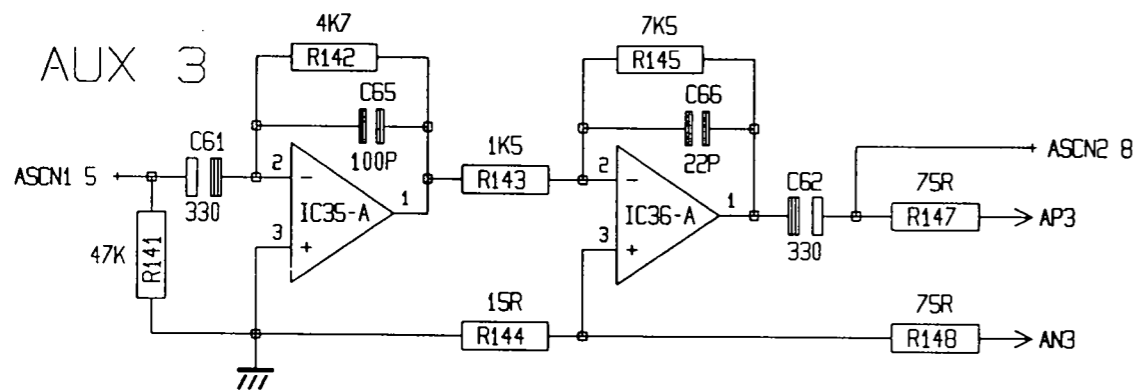 AUX 3
4K7
R142
C65
100P
7K5
R145
C66
22P
ASCN1 5
C61
330
2
-
3
+
IC35-A
1
1K5
R143
2
-
3
+
IC36-A
1
C62
330
ASCN2 8
75R
R147
AP3
47K
R141
15R
R144
75R
R148
AN3